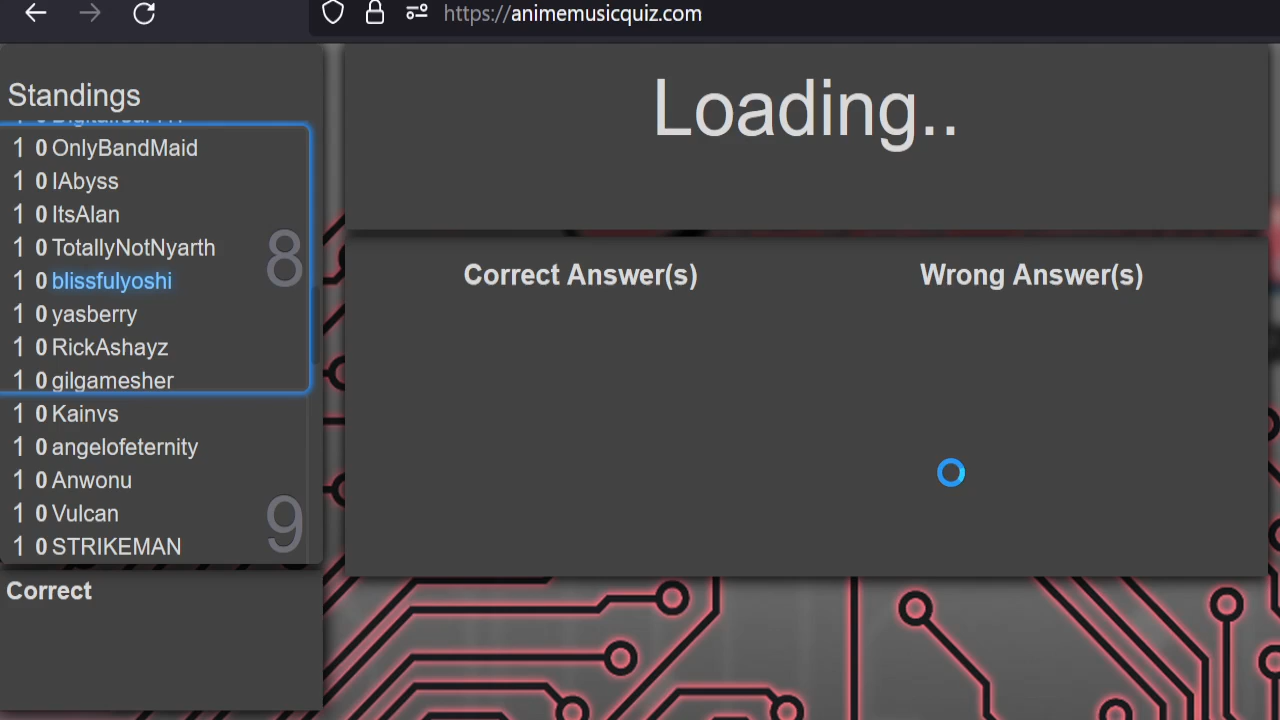 https://animemusicquiz.com
Standings
1 0 OnlyBandMaid
1 0 IAbyss
1 0 ItsAlan
1 0 TotallyNotNyarth
8
1 0 blissfulyoshi
1 0 yasberry
1 0 RickAshayz
1 0 gilgamesher
1 0 Kainvs
1 0 angelofeternity
1 0 Anwonu
1 0 Vulcan
9
1 0 STRIKEMAN
Correct
Loading..
Correct Answer(s)
Wrong Answer(s)